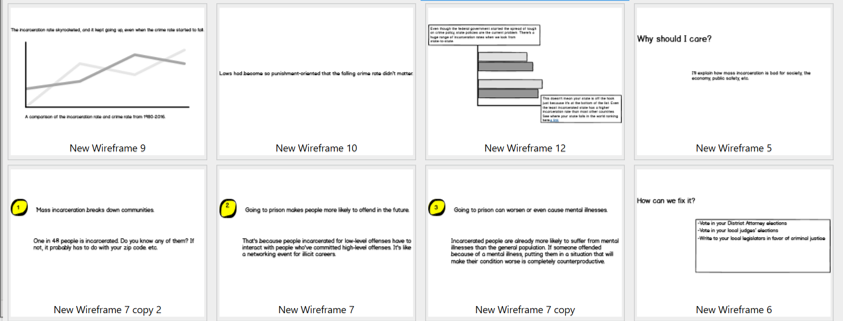 The incarceration rate skyrocketed, and it kept going up, even when the crime rate started to fall.
A comparison of the incarceration rate and crime rate from 1980-2016.
New Wireframe 9
Laws had become so punishment-oriented that the falling crime rate didn't matter.
New Wireframe 10
Even though the federal government started the spread of tough
on crime policy, state policies are the current problem. There's a
huge range of incarceration rates when we look from
state-to-state.
This doesn't mean your state is off the hook
just because it's at the bottom of the list. Even
the least incarcerated state has a higher
incarceration rate than most other countries.
New Wireframe 12
Why should I care?
I'll explain how mass incarceration is bad for society, the
economy, public safety, etc.
New Wireframe 5
1
Mass incarceration breaks down communities.
One in 48 people is incarcerated. Do you know any of them? If
not, it probably has to do with your zip code. etc.
New Wireframe 7 copy 2
2
Going to prison makes people more likely to offend in the future.
That's because people incarcerated for low-level offenses have to
interact with people who've committed high-level offenses. It's like
a networking event for illicit careers.
New Wireframe 7
3
Going to prison can worsen or even cause mental illnesses.
Incarcerated people are already more likely to suffer from mental
illnesses than the general population. If someone offended
because of a mental illness, putting them in a situation that will
make their condition worse is completely counterproductive.
New Wireframe 7 copy
How can we fix it?
-Vote in your District Attorney elections
-Vote in your local judges' elections
-Write to your local legislators in favor of criminal justice
New Wireframe 6